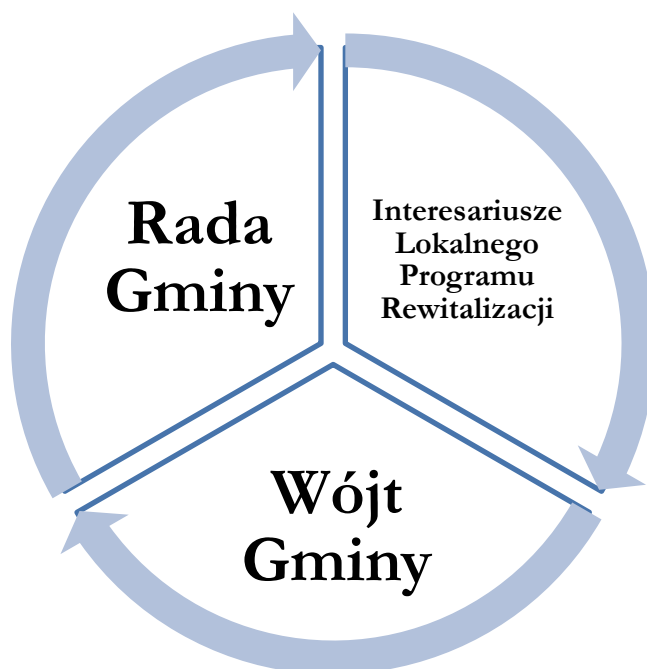 Rada
Gminy
Interesariusze
Lokalnego
Programu
Rewitalizacji
Wójt
Gminy